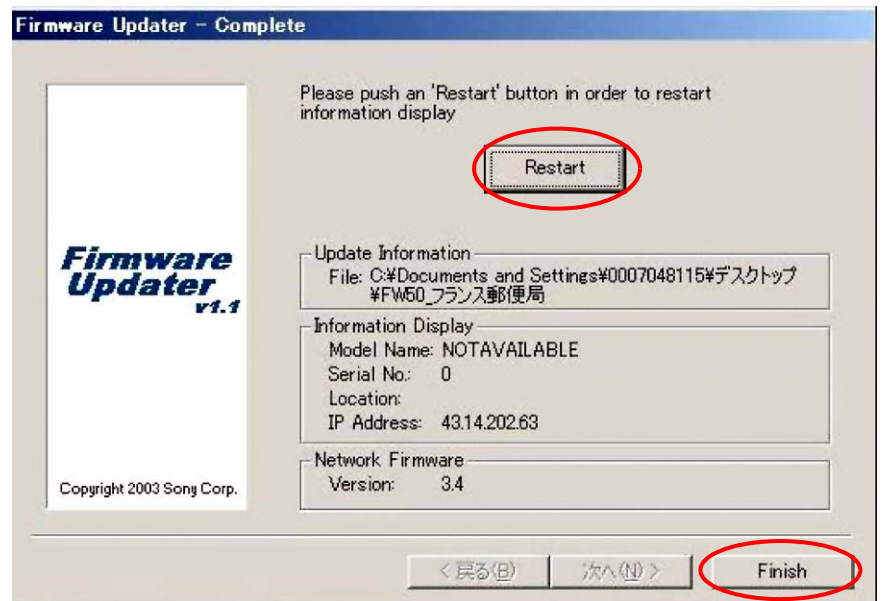 Firmware Updater - Complete
Please push an 'Restart' button in order to restart
information display
Restart
Firmware
Updater
v1.1
Copyright 2003 Sony Corp.
Update Information
File: C:¥Documents and Settings¥0007048115¥デスクトップ
¥FW50_フランス郵便局
Information Display
Model Name: NOTAVAILABLE
Serial No.: 0
Location:
IP Address: 43.14.202.63
Network Firmware
Version: 3.4
< 戻る(B) 次へ(N) > Finish